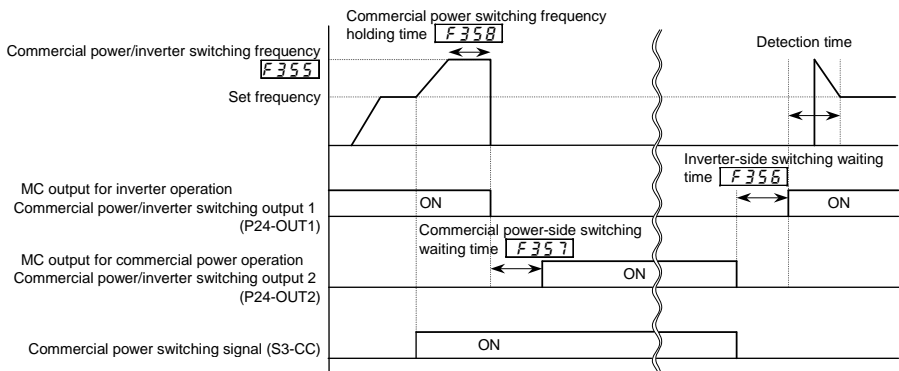 Commercial power switching frequency
holding time F358
Commercial power/inverter switching frequency
F355
Detection time
Set frequency
Inverter-side switching waiting
time F356
MC output for inverter operation
Commercial power/inverter switching output 1
(P24-OUT1)
ON
ON
Commercial power-side switching
waiting time F357
MC output for commercial power operation
Commercial power/inverter switching output 2
(P24-OUT2)
ON
Commercial power switching signal (S3-CC)
ON